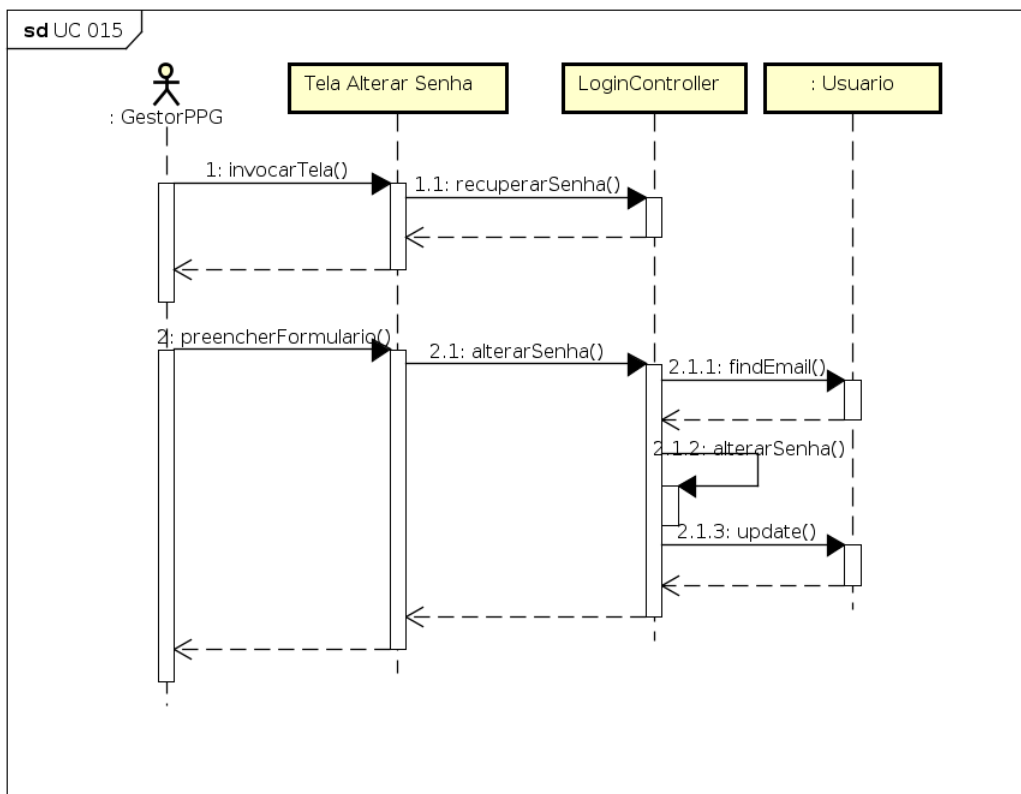 sd UC 015
: GestorPPG
Tela Alterar Senha
LoginController
: Usuario
1: invocarTela()
1.1: recuperarSenha()
2: preencherFormulario()
2.1: alterarSenha()
2.1.1: findEmail()
2.1.2: alterarSenha()
2.1.3: update()